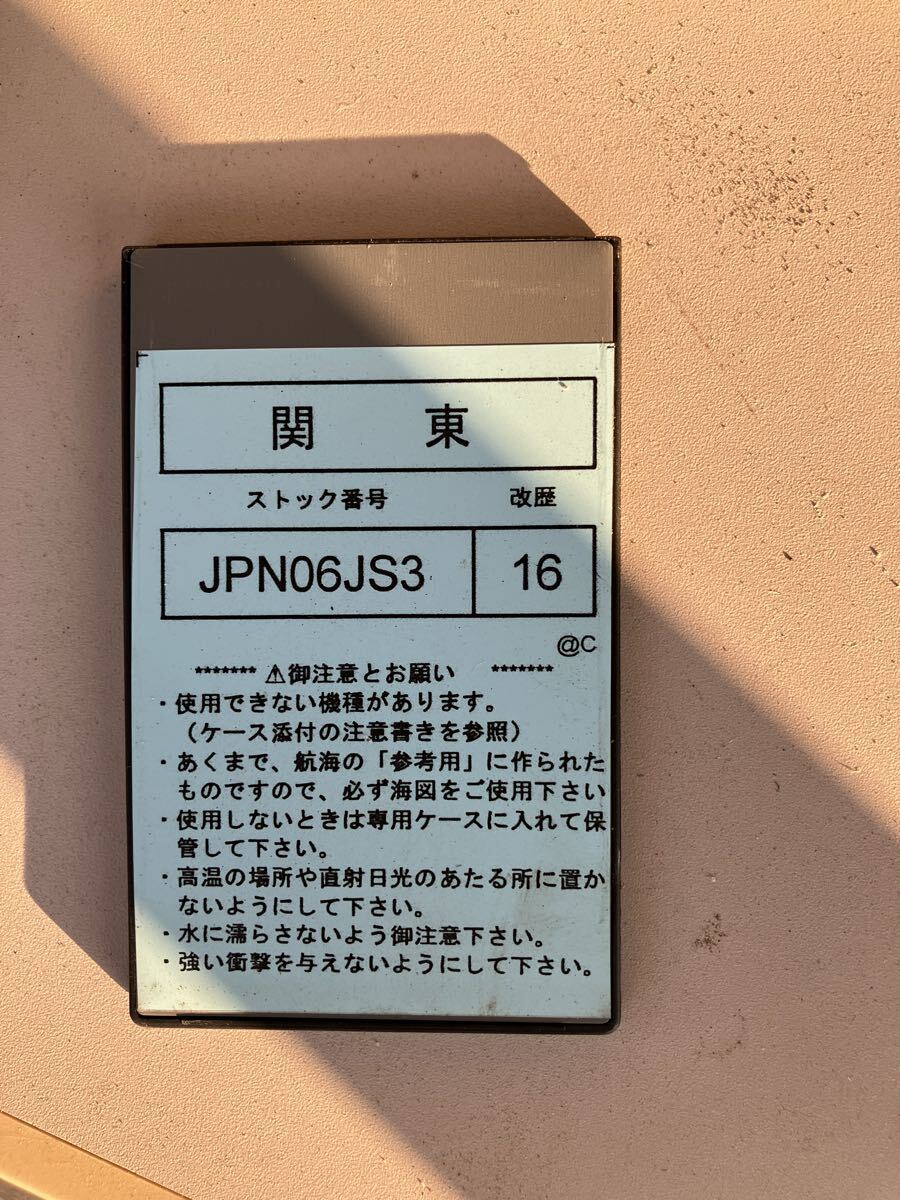 関 東
ストック番号 改歴
JPN06JS3 16
@C
******* ⚠御注意とお願い *******
・使用できない機種があります。
（ケース添付の注意書きを参照）
・あくまで、航海の「参考用」に作られた
ものですので、必ず海図をご使用下さい
・使用しないときは専用ケースに入れて保
管して下さい。
・高温の場所や直射日光のあたる所に置か
ないようにして下さい。
・水に濡らさないよう御注意下さい。
・強い衝撃を与えないようにして下さい。